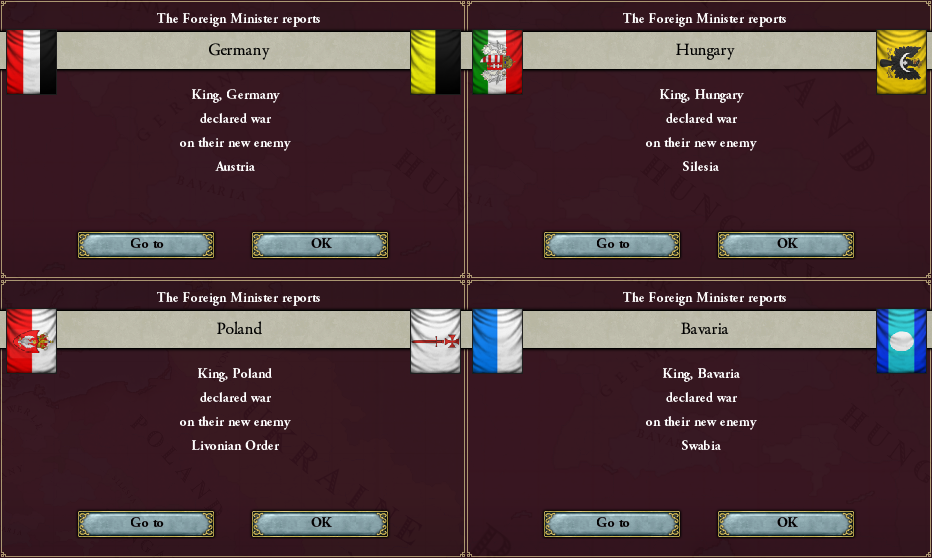 The Foreign Minister reports
Germany
King, Germany
declared war
on their new enemy
Austria
Go to
OK
The Foreign Minister reports
Hungary
King, Hungary
declared war
on their new enemy
Silesia
Go to
OK
The Foreign Minister reports
Poland
King, Poland
declared war
on their new enemy
Livonian Order
Go to
OK
The Foreign Minister reports
Bavaria
King, Bavaria
declared war
on their new enemy
Swabia
Go to
OK